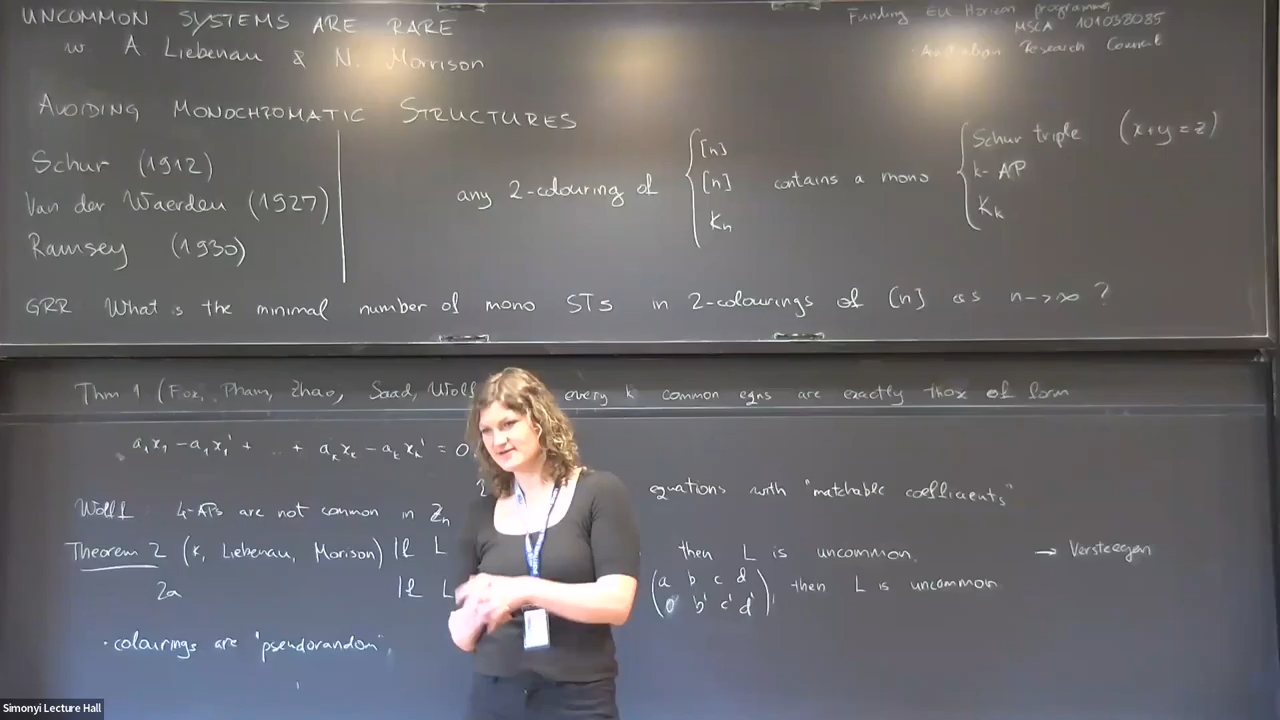 UNCOMMON SYSTEMS ARE RARE
w A Liebenau & N. Morrison
Funding EU Horizon programme
MSCA 101038085
Australian Research Council
AVOIDING MONOCHROMATIC STRUCTURES
Schur (1912)
Van der Waerden (1927)
Ramsey (1930)
any 2-colouring of { [n] [n] Kn contains a mono { Schur triple (x+y=z) k-AP Kk
GRR What is the minimal number of mono STs in 2-colourings of [n] as n->∞ ?
Thm 1 (Fox, Pham, Zhao, Saad, Wolf every k common eqns are exactly those of form
a₁x₁ - a₁x₁' + .. + aₖxₖ - aₖxₖ' = 0
equations with "matchable coefficients"
Wolf 4-APs are not common in Zn
Theorem 2 (K, Liebenau, Morison) If L then L is uncommon. → Versteegen
2a If L (a b c d
0 b' c' d'), then L is uncommon
• colourings are "pseudorandom",
Simonyi Lecture Hall